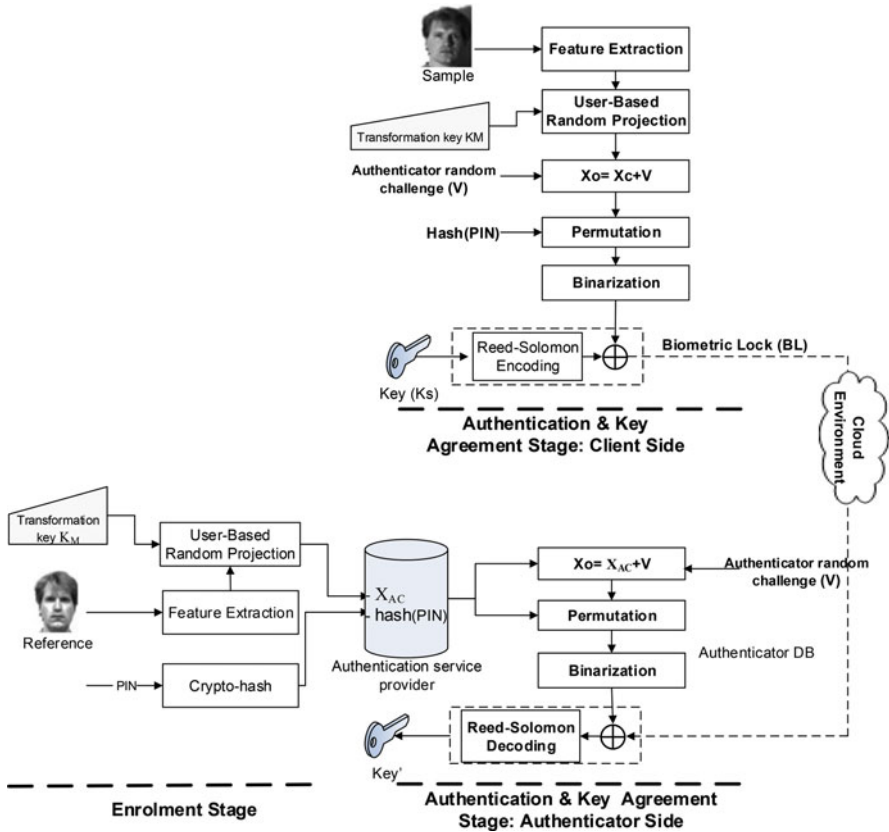 Sample
Feature Extraction
Transformation key KM
User-Based
Random Projection
Authenticator random
challenge (V)
Xo= Xc+V
Hash(PIN)
Permutation
Binarization
Key (Ks)
Reed-Solomon
Encoding
Biometric Lock (BL)
Authentication & Key
Agreement Stage: Client Side
Cloud
Environment
Transformation
key KM
User-Based
Random Projection
Reference
Feature Extraction
PIN
Crypto-hash
XAC
hash(PIN)
Authentication service
provider
Xo= XAC+V
Authenticator random
challenge (V)
Permutation
Binarization
Authenticator DB
Reed-Solomon
Decoding
Key'
Enrolment Stage
Authentication & Key Agreement
Stage: Authenticator Side